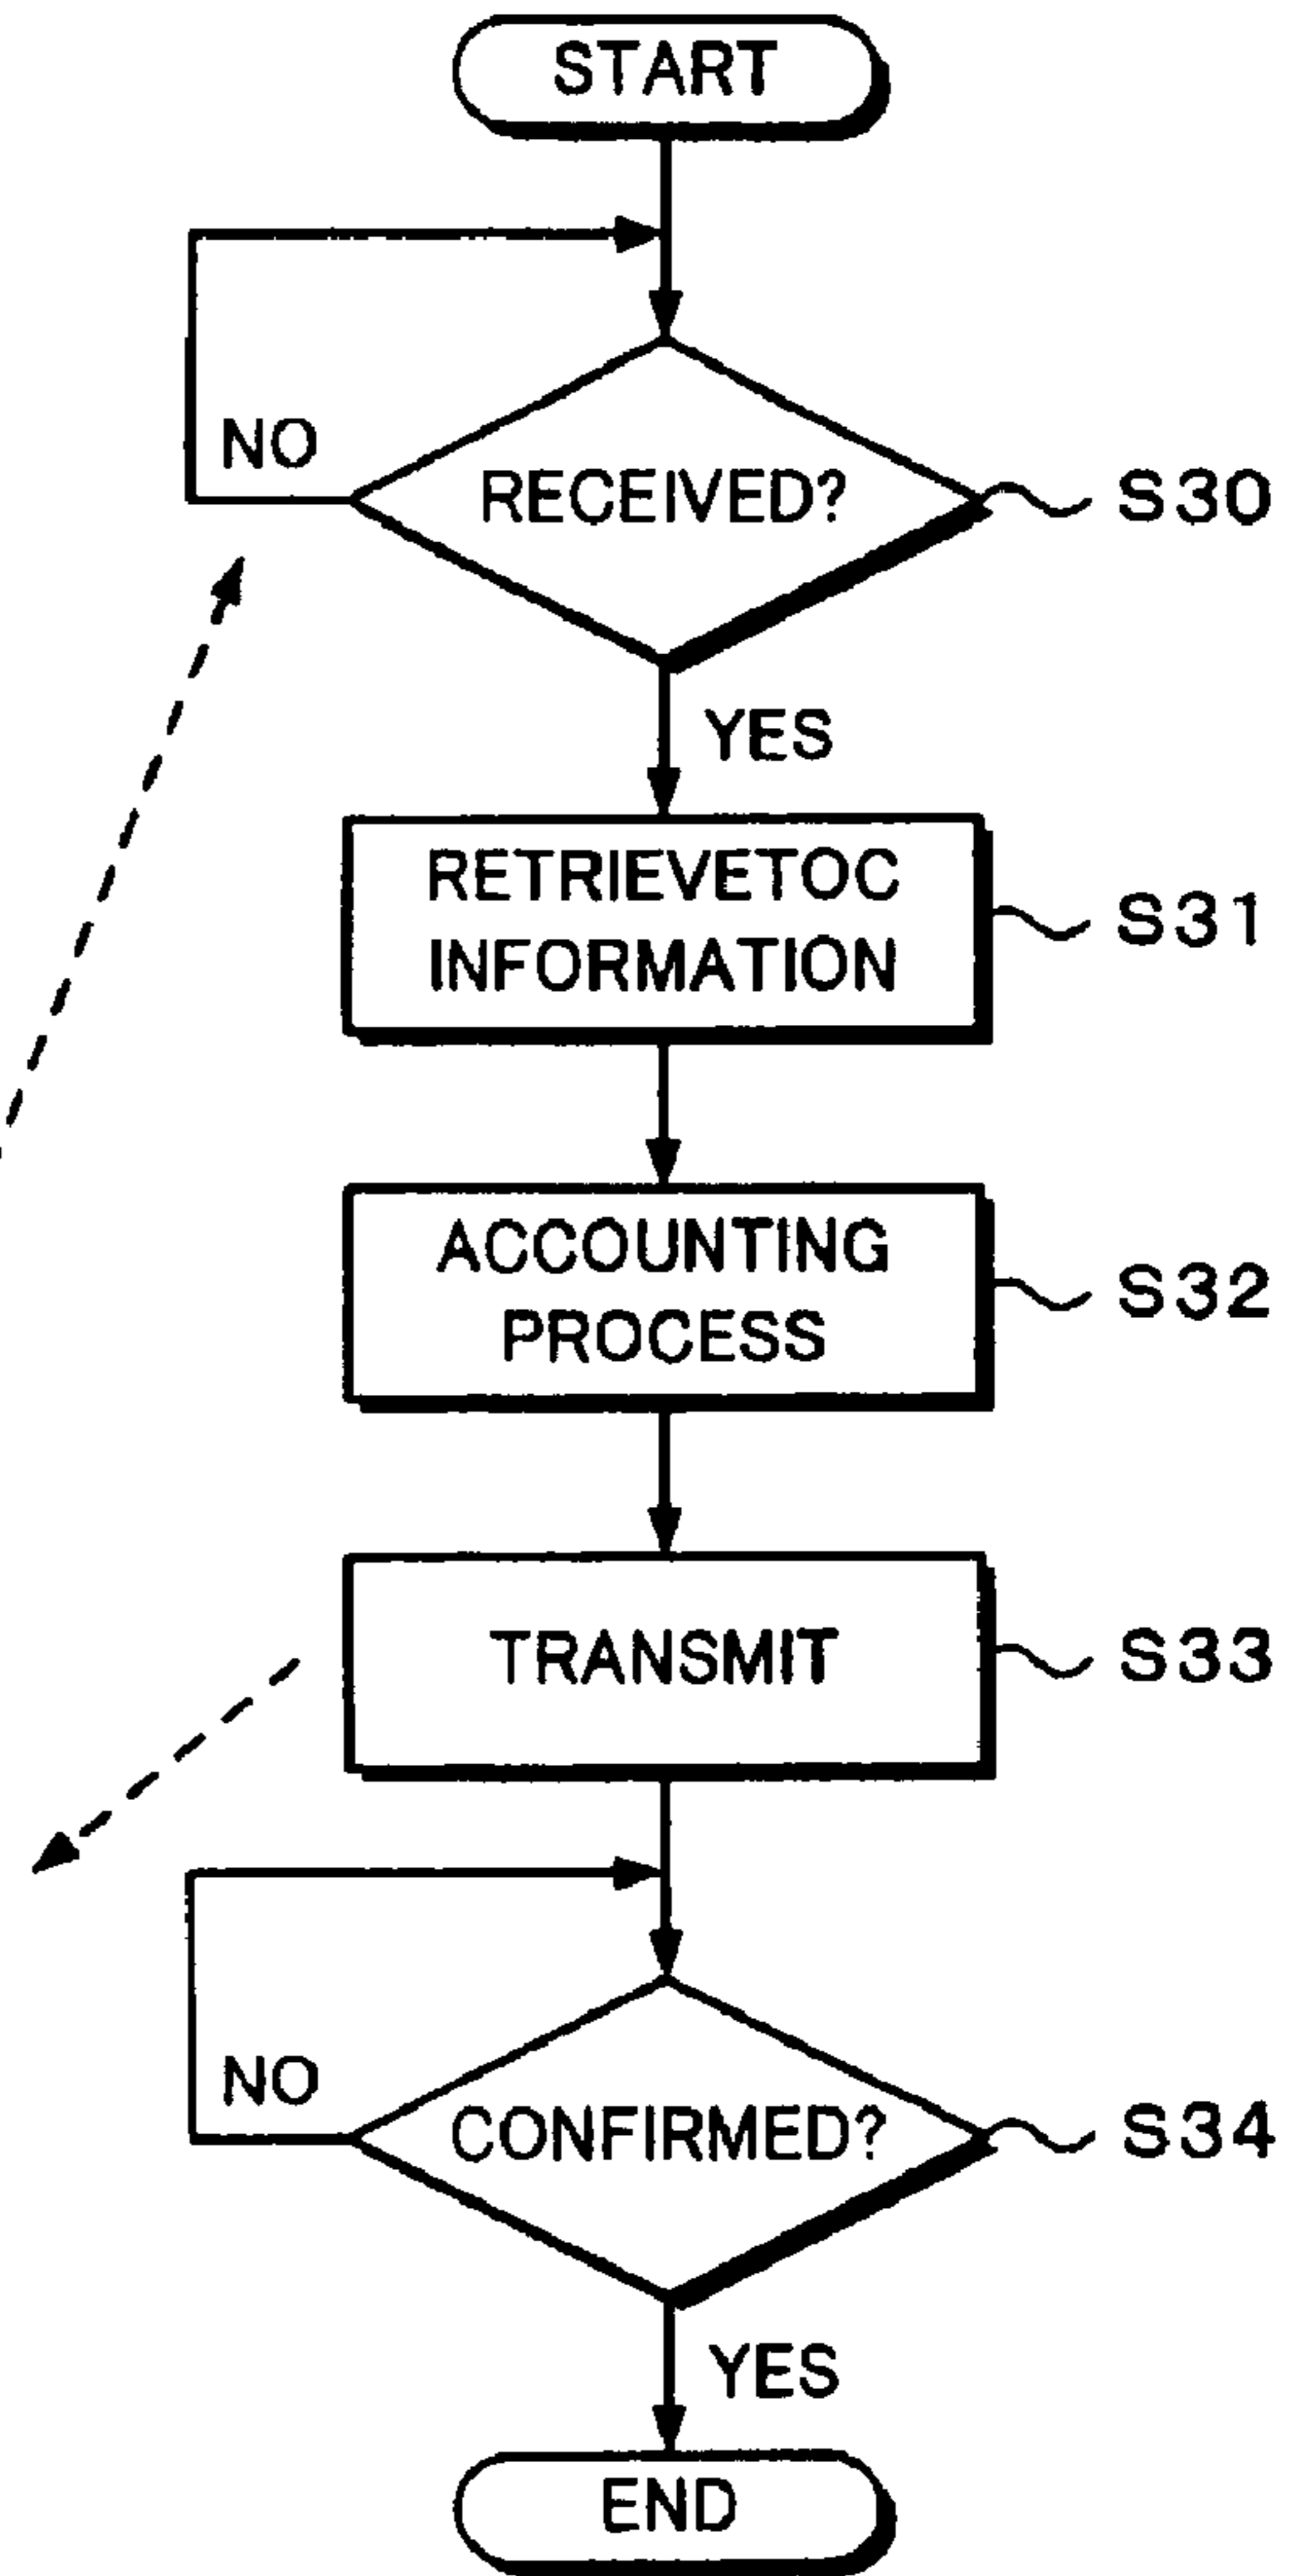 START
NO
RECEIVED?
S30
YES
RETRIEVETOC
INFORMATION
S31
ACCOUNTING
PROCESS
S32
TRANSMIT
S33
NO
CONFIRMED?
S34
YES
END